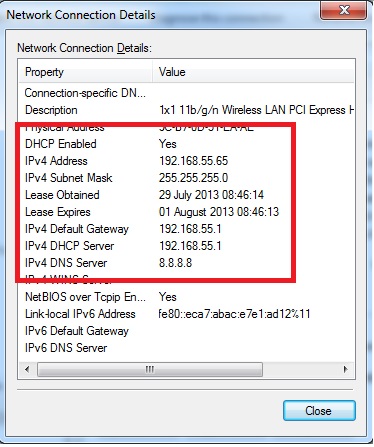 Network Connection Details
Network Connection Details:
Property Value
Connection-specific DN...
Description 1x1 11b/g/n Wireless LAN PCI Express H
Physical Address
DHCP Enabled Yes
IPv4 Address 192.168.55.65
IPv4 Subnet Mask 255.255.255.0
Lease Obtained 29 July 2013 08:46:14
Lease Expires 01 August 2013 08:46:13
IPv4 Default Gateway 192.168.55.1
IPv4 DHCP Server 192.168.55.1
IPv4 DNS Server 8.8.8.8
IPv4 WINS Server
NetBIOS over Tcpip En... Yes
Link-local IPv6 Address fe80::eca7:abac:e7e1:ad12%11
IPv6 Default Gateway
IPv6 DNS Server
Close